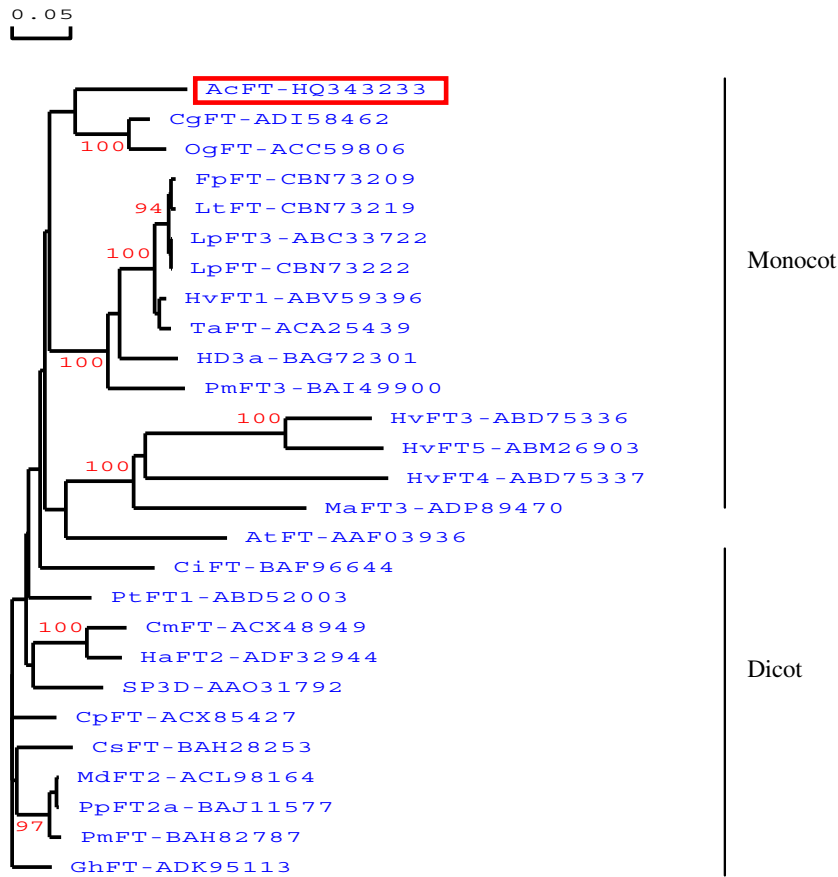 0.05
AcFT-HQ343233
CgFT-ADI58462
100
OgFT-ACC59806
FpFT-CBN73209
94
LtFT-CBN73219
LpFT3-ABC33722
100
Monocot
LpFT-CBN73222
HvFT1-ABV59396
TaFT-ACA25439
100
HD3a-BAG72301
PmFT3-BAI49900
100
HvFT3-ABD75336
HvFT5-ABM26903
100
HvFT4-ABD75337
MaFT3-ADP89470
AtFT-AAF03936
CiFT-BAF96644
PtFT1-ABD52003
100
CmFT-ACX48949
HaFT2-ADF32944
Dicot
SP3D-AAO31792
CpFT-ACX85427
CsFT-BAH28253
MdFT2-ACL98164
PpFT2a-BAJ11577
97
PmFT-BAH82787
GhFT-ADK95113